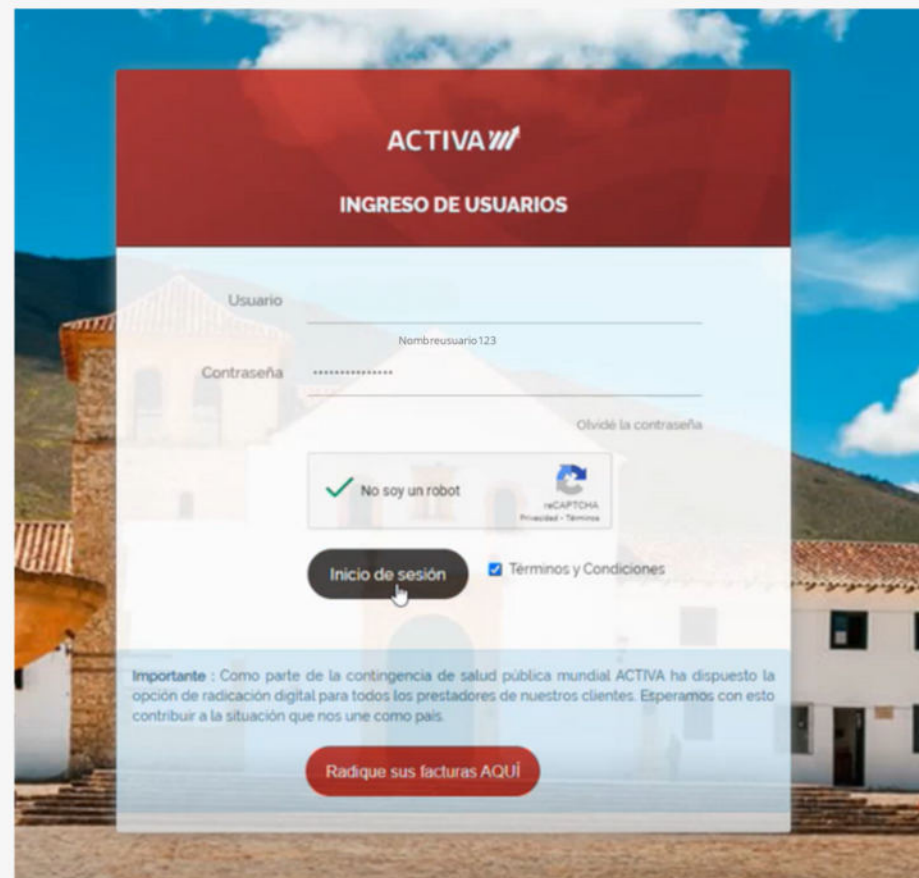 ACTIVA
INGRESO DE USUARIOS
Usuario
Nombreusuario123
Contraseña ***************
Olvidé la contraseña
No soy un robot
reCAPTCHA
Privacidad - Términos
Inicio de sesión
Términos y Condiciones
Importante : Como parte de la contingencia de salud pública mundial ACTIVA ha dispuesto la
opción de radicación digital para todos los prestadores de nuestros clientes. Esperamos con esto
contribuir a la situación que nos une como país.
Radique sus facturas AQUÍ